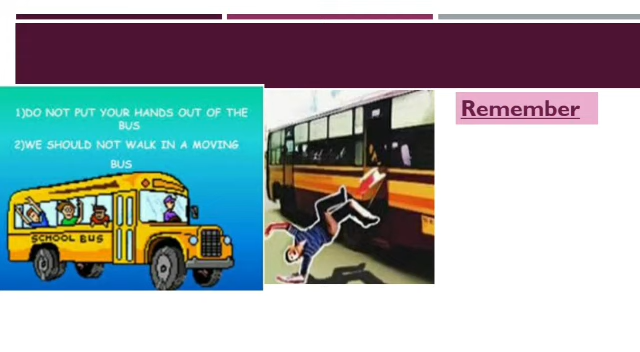 1)DO NOT PUT YOUR HANDS OUT OF THE
BUS
2)WE SHOULD NOT WALK IN A MOVING
BUS
SCHOOL BUS
Remember